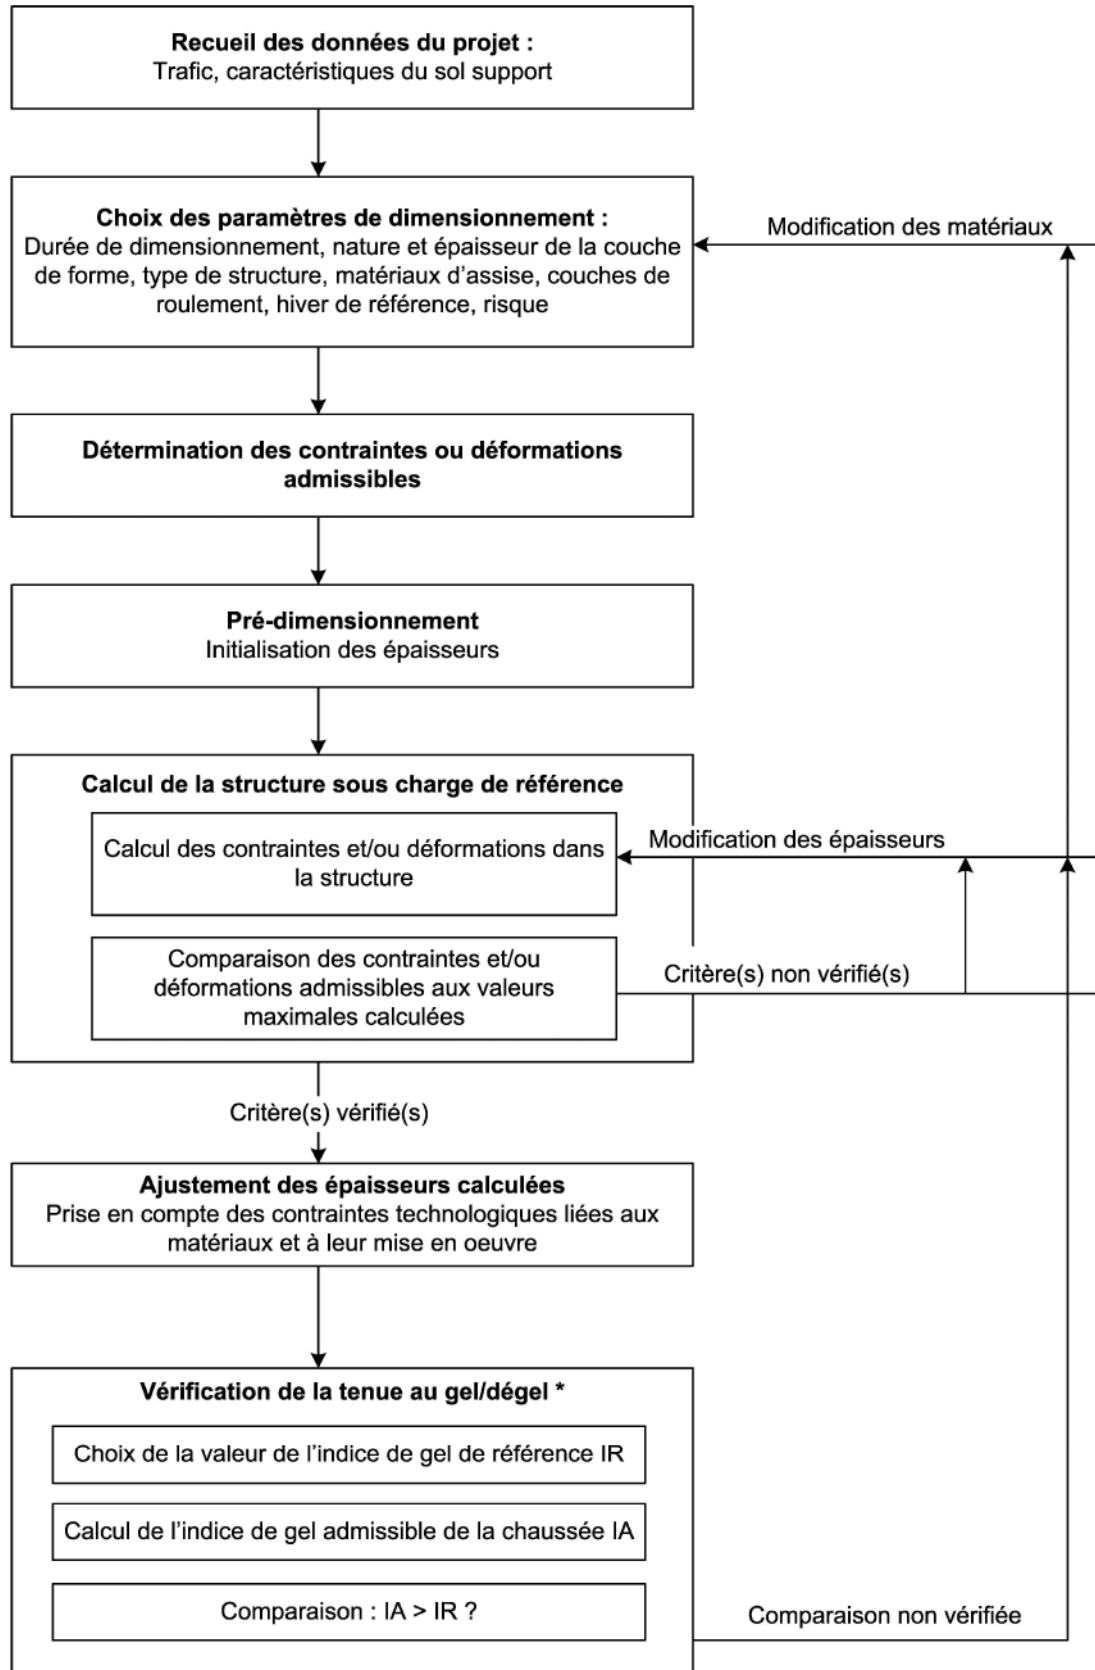 Recueil des données du projet :
Trafic, caractéristiques du sol support
Choix des paramètres de dimensionnement :
Durée de dimensionnement, nature et épaisseur de la couche
de forme, type de structure, matériaux d'assise, couches de
roulement, hiver de référence, risque
Modification des matériaux
Détermination des contraintes ou déformations
admissibles
Pré-dimensionnement
Initialisation des épaisseurs
Calcul de la structure sous charge de référence
Calcul des contraintes et/ou déformations dans
la structure
Modification des épaisseurs
Comparaison des contraintes et/ou
déformations admissibles aux valeurs
maximales calculées
Critère(s) non vérifié(s)
Critère(s) vérifié(s)
Ajustement des épaisseurs calculées
Prise en compte des contraintes technologiques liées aux
matériaux et à leur mise en oeuvre
Vérification de la tenue au gel/dégel *
Choix de la valeur de l'indice de gel de référence IR
Calcul de l'indice de gel admissible de la chaussée IA
Comparaison : IA > IR ?
Comparaison non vérifiée